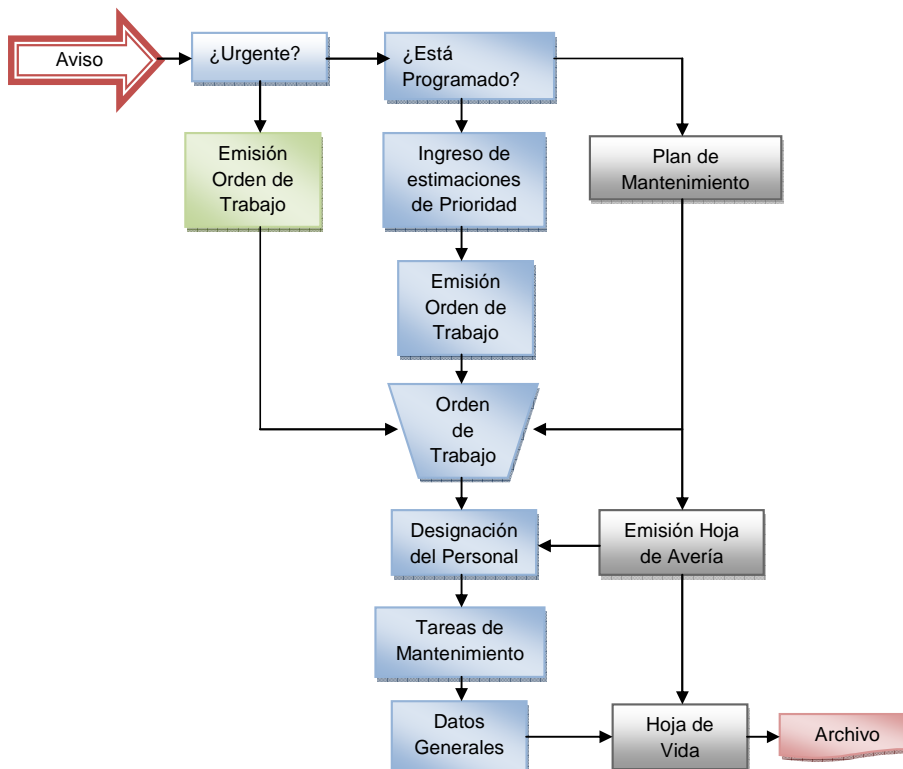 Aviso
¿Urgente?
¿Está
Programado?
Emisión
Orden de
Trabajo
Ingreso de
estimaciones
de Prioridad
Plan de
Mantenimiento
Emisión
Orden de
Trabajo
Orden
de
Trabajo
Designación
del Personal
Emisión Hoja
de Avería
Tareas de
Mantenimiento
Datos
Generales
Hoja de
Vida
Archivo